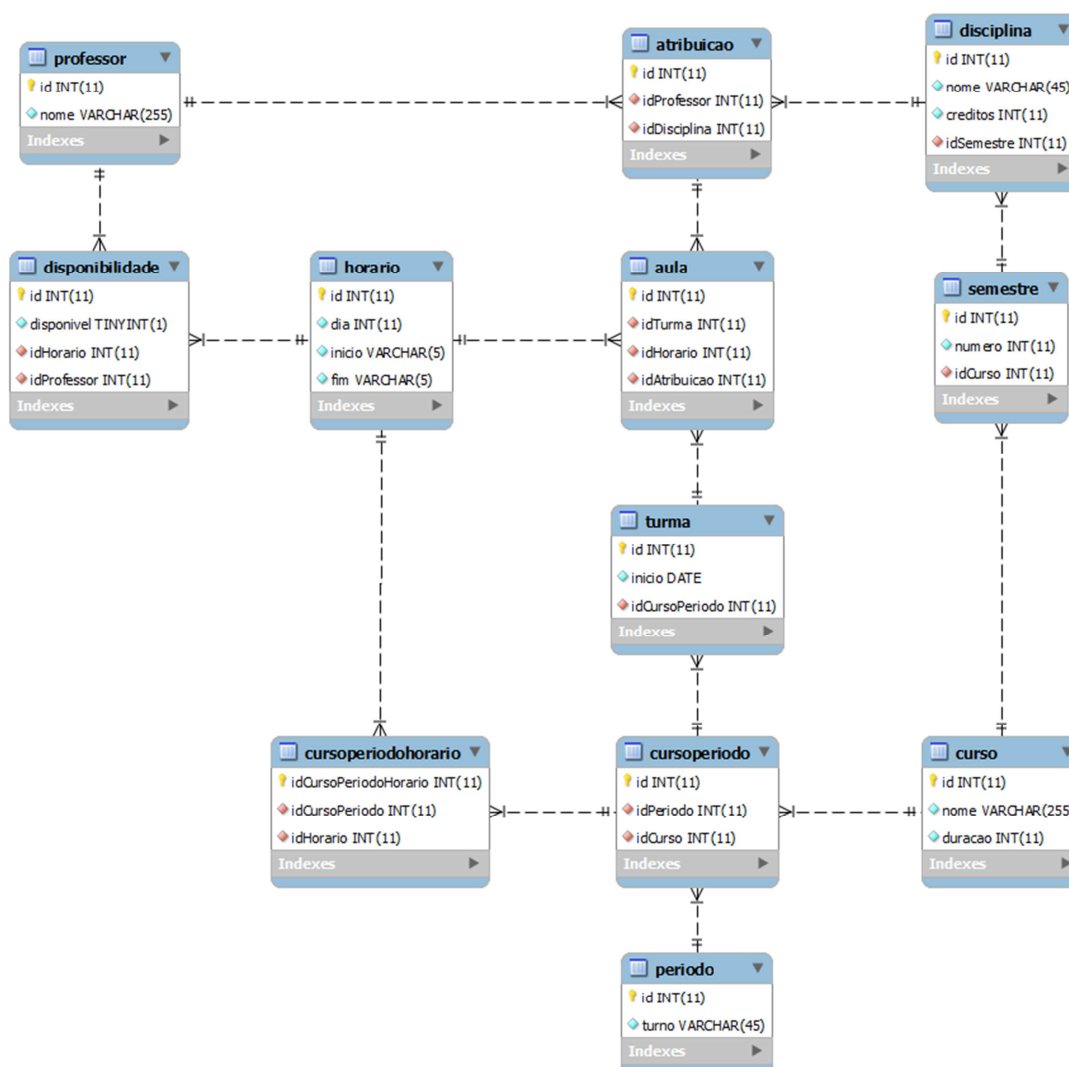 professor
id INT(11)
nome VARCHAR(255)
Indexes
atribuicao
id INT(11)
idProfessor INT(11)
idDisciplina INT(11)
Indexes
disciplina
id INT(11)
nome VARCHAR(45)
creditos INT(11)
idSemestre INT(11)
Indexes
disponibilidade
id INT(11)
disponivel TINYINT(1)
idHorario INT(11)
idProfessor INT(11)
Indexes
horario
id INT(11)
dia INT(11)
inicio VARCHAR(5)
fim VARCHAR(5)
Indexes
aula
id INT(11)
idTurma INT(11)
idHorario INT(11)
idAtribuicao INT(11)
Indexes
semestre
id INT(11)
numero INT(11)
idCurso INT(11)
Indexes
turma
id INT(11)
inicio DATE
idCursoPeriodo INT(11)
Indexes
cursoperiodohorario
idCursoPeriodoHorario INT(11)
idCursoPeriodo INT(11)
idHorario INT(11)
Indexes
cursoperiodo
id INT(11)
idPeriodo INT(11)
idCurso INT(11)
Indexes
curso
id INT(11)
nome VARCHAR(255
duracao INT(11)
Indexes
periodo
id INT(11)
turno VARCHAR(45)
Indexes